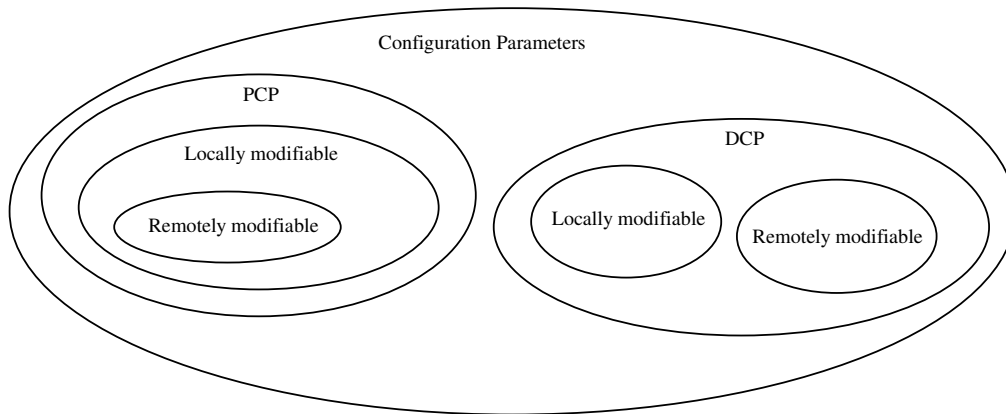 Configuration Parameters
PCP
Locally modifiable
Remotely modifiable
DCP
Locally modifiable
Remotely modifiable